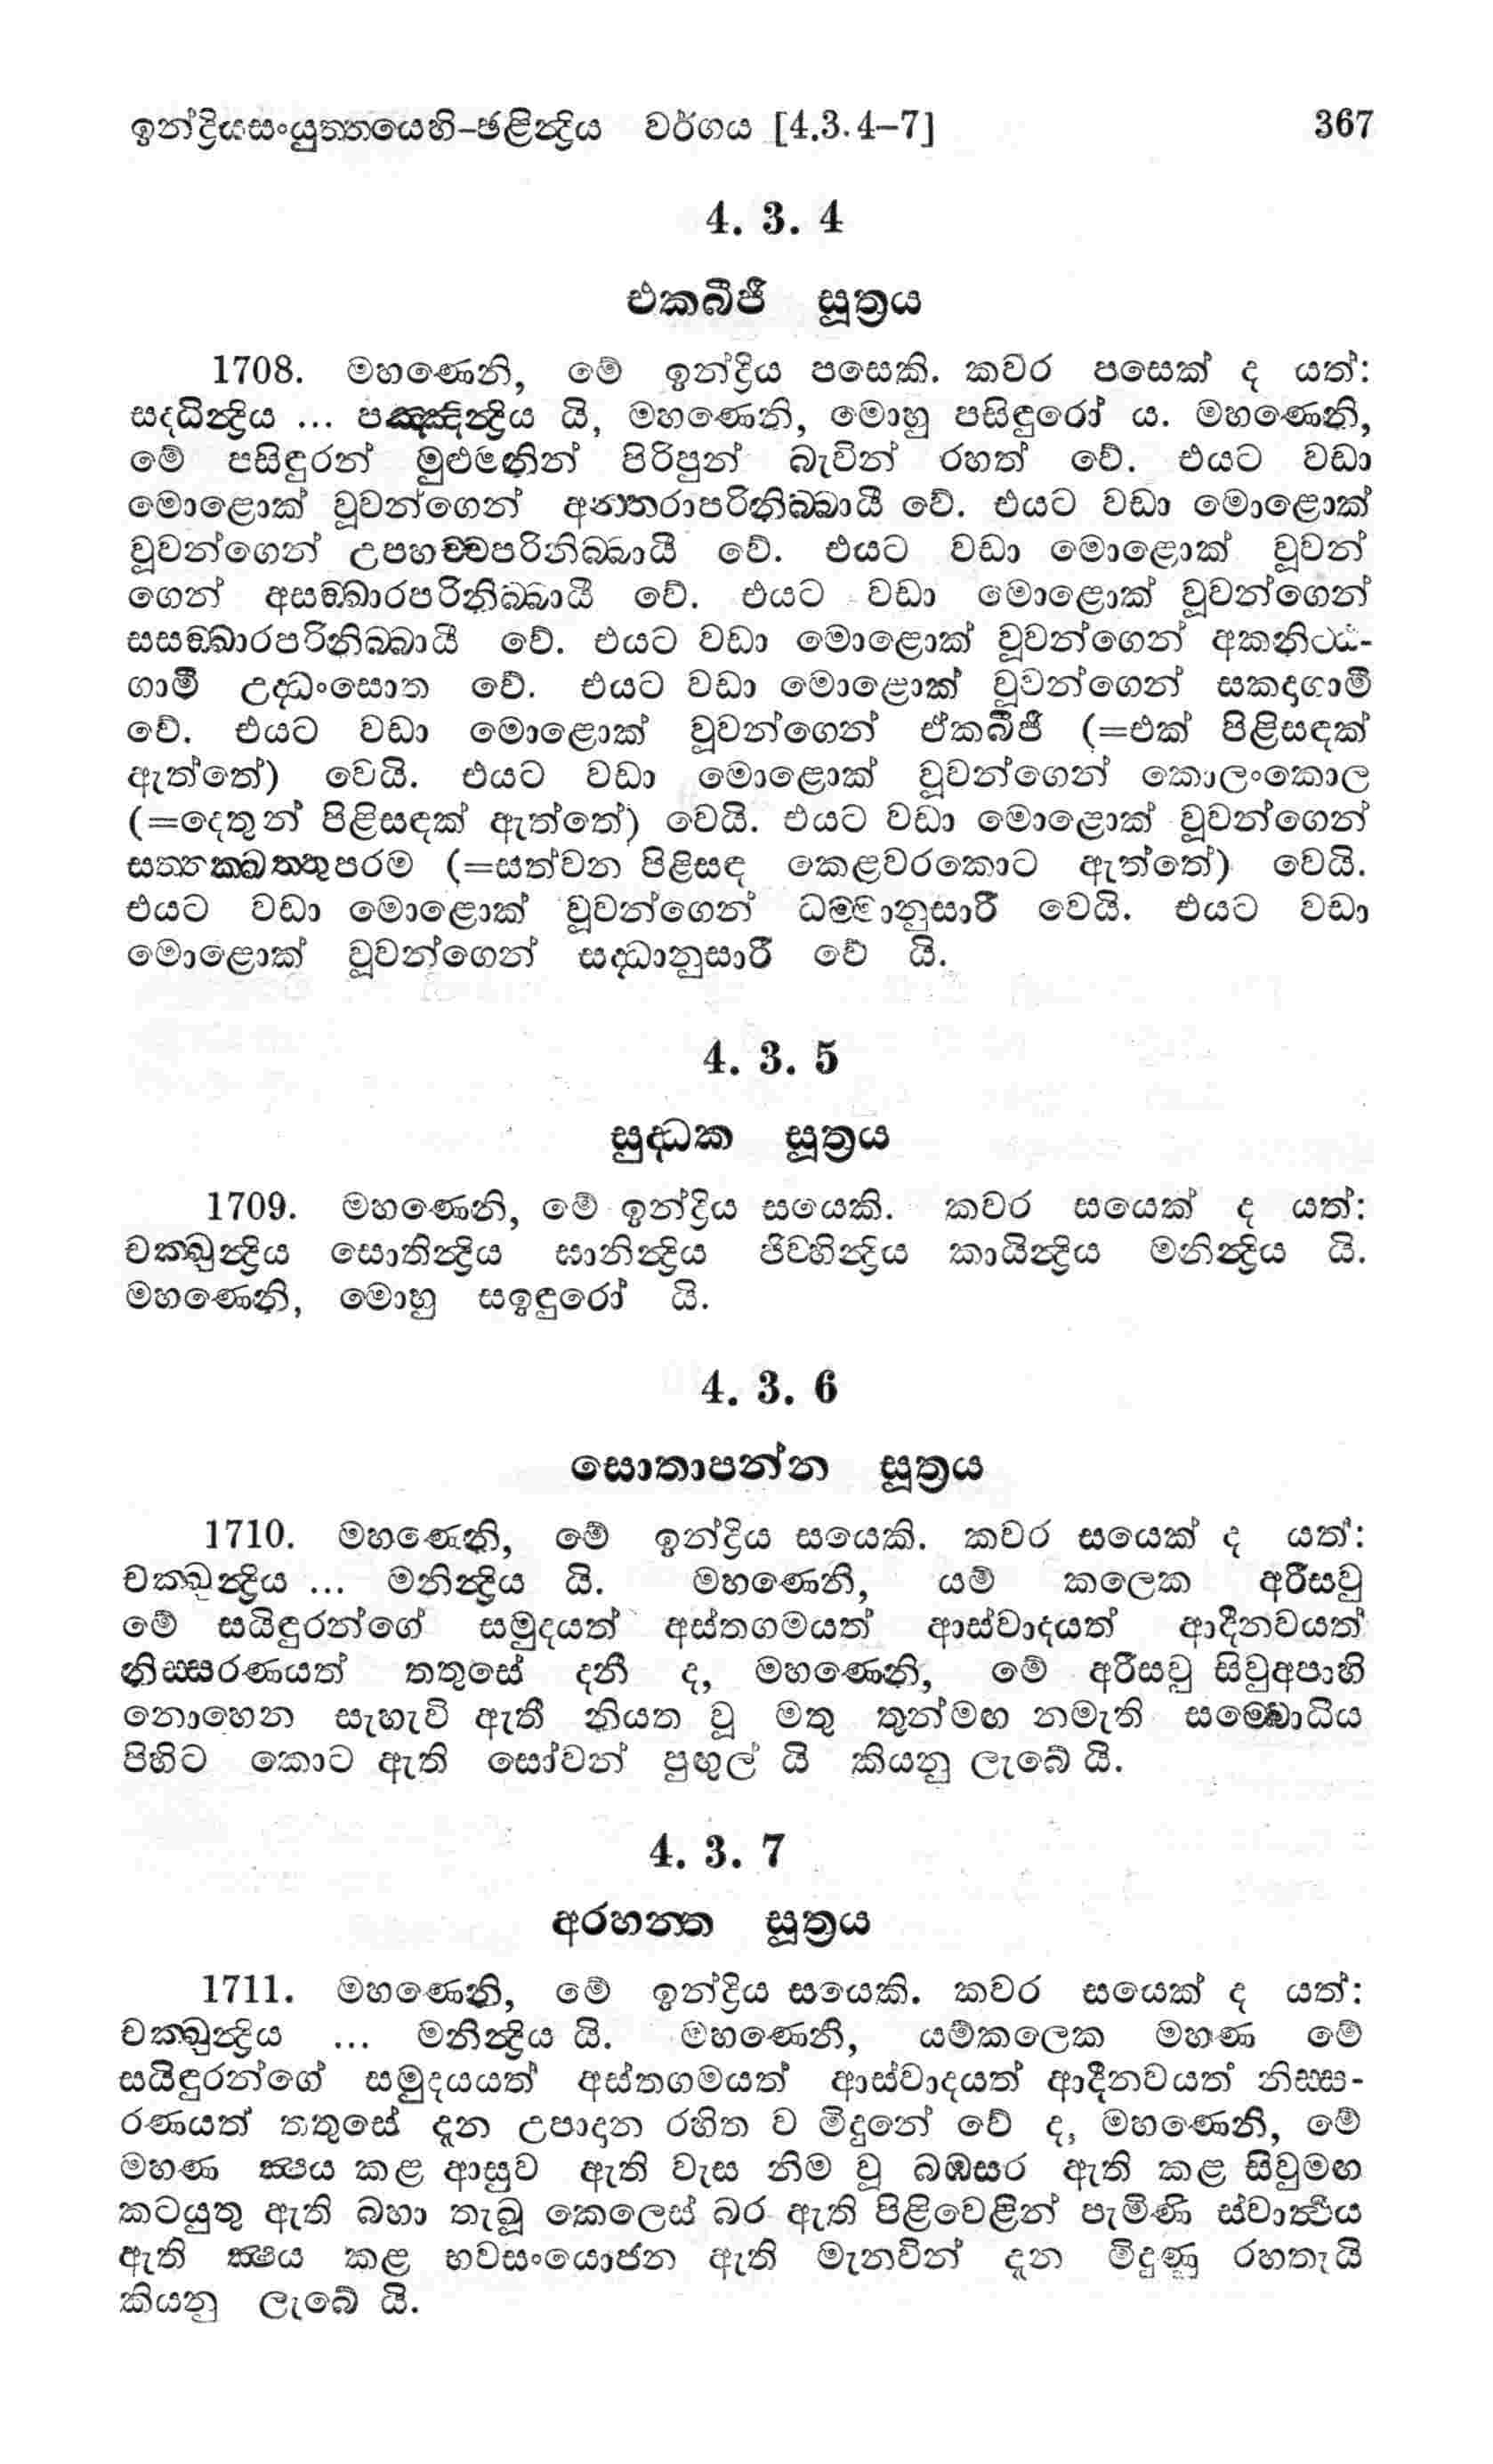 ඉන්ද්‍රියසංයුත්තයෙහි-ඡළින්ද්‍රිය වර්ගය [4.3.4–7] 367
4. 3. 4
එකබීජී සූත්‍රය
1708. මහණෙනි, මේ ඉන්ද්‍රිය පසෙකි. කවර පසෙක් ද යත්:
සද්ධින්ද්‍රිය ... පඤ්ඤින්ද්‍රිය යි, මහණෙනි, මොහු පසිඳුරෝ ය. මහණෙනි,
මේ පසිඳුරන් මුළුමනින් පිරිපුන් බැවින් රහත් වේ. එයට වඩා
මොළොක් වූවන්ගෙන් අන්තරාපරිනිබ්බායී වේ. එයට වඩා මොළොක්
වූවන්ගෙන් උපහච්චපරිනිබ්බායී වේ. එයට වඩා මොළොක් වූවන්
ගෙන් අසඞ්ඛාරපරිනිබ්බායී වේ. එයට වඩා මොළොක් වූවන්ගෙන්
සසඞ්ඛාරපරිනිබ්බායී වේ. එයට වඩා මොළොක් වූවන්ගෙන් අකනිට්ඨ-
ගාමී උද්ධංසොත වේ. එයට වඩා මොළොක් වූවන්ගෙන් සකදාගාමී
වේ. එයට වඩා මොළොක් වූවන්ගෙන් ඒකබීජී (=එක් පිළිසඳක්
ඇත්තේ) වෙයි. එයට වඩා මොළොක් වූවන්ගෙන් කොලංකොල
(=දෙතුන් පිළිසඳක් ඇත්තේ) වෙයි. එයට වඩා මොළොක් වූවන්ගෙන්
සත්තක්ඛත්තුපරම (=සත්වන පිළිසඳ කෙළවරකොට ඇත්තේ) වෙයි.
එයට වඩා මොළොක් වූවන්ගෙන් ධම්මානුසාරී වෙයි. එයට වඩා
මොළොක් වූවන්ගෙන් සද්ධානුසාරී වේ යි.
4. 3. 5
සුද්ධක සූත්‍රය
1709. මහණෙනි, මේ ඉන්ද්‍රිය සයෙකි. කවර සයෙක් ද යත්:
චක්ඛුන්ද්‍රිය සොතින්ද්‍රිය ඝානින්ද්‍රිය ජිව්හින්ද්‍රිය කායින්ද්‍රිය මනින්ද්‍රිය යි.
මහණෙනි, මොහු සඉඳුරෝ යි.
4. 3. 6
සොතාපන්න සූත්‍රය
1710. මහණෙනි, මේ ඉන්ද්‍රිය සයෙකි. කවර සයෙක් ද යත්:
චක්ඛුන්ද්‍රිය ... මනින්ද්‍රිය යි. මහණෙනි, යම් කලෙක අරීසවු
මේ සයිඳුරන්ගේ සමුදයත් අස්තගමයත් ආස්වාදයත් ආදීනවයත්
නිස්සරණයත් තතුසේ දනී ද, මහණෙනි, මේ අරීසවු සිවුඅපාහි
නොහෙන සැහැවි ඇතී නියත වූ මතු තුන්මඟ නමැති සම්බොධිය
පිහිට කොට ඇති සෝවන් පුඟුල් යි කියනු ලැබේ යි.
4. 3. 7
අරහන්ත සූත්‍රය
1711. මහණෙනි, මේ ඉන්ද්‍රිය සයෙකි. කවර සයෙක් ද යත්:
චක්ඛුන්ද්‍රිය ... මනින්ද්‍රිය යි. මහණෙනි, යම්කලෙක මහණ මේ
සයිඳුරන්ගේ සමුදයයත් අස්තගමයත් ආස්වාදයත් ආදීනවයත් නිස්ස-
රණයත් තතුසේ දැන උපාදාන රහිත ව මිදුනේ වේ ද, මහණෙනි, මේ
මහණ ක්‍ෂය කළ ආසුව ඇති වැස නිම වූ බඹසර ඇති කළ සිවුමඟ
කටයුතු ඇති බහා තැබූ කෙලෙස් බර ඇති පිළිවෙළින් පැමිණි ස්වාර්ථය
ඇති ක්‍ෂය කළ භවසංයොජන ඇති මැනවින් දැන මිදුණු රහතැයි
කියනු ලැබේ යි.